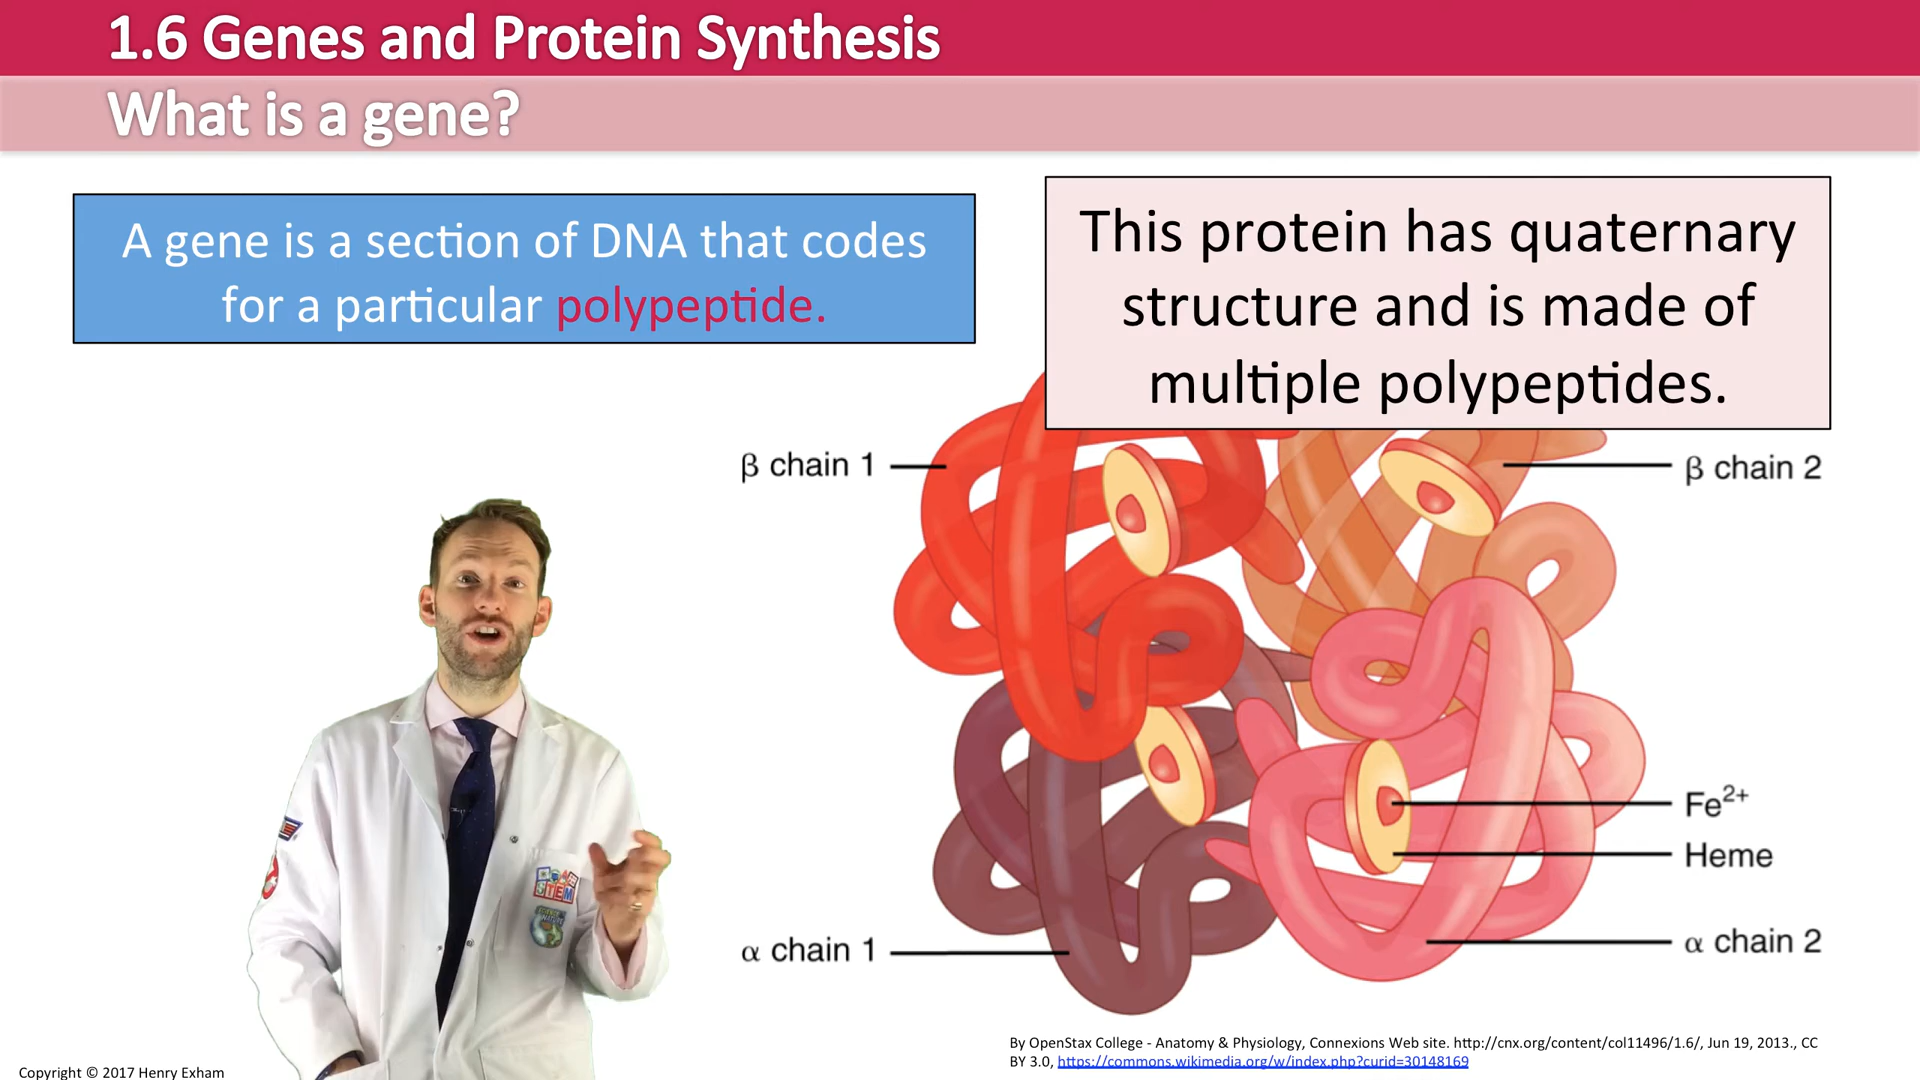 1.6 Genes and Protein Synthesis
What is a gene?
A gene is a section of DNA that codes
for a particular polypeptide.
This protein has quaternary
structure and is made of
multiple polypeptides.
β chain 1
β chain 2
Fe²⁺
Heme
α chain 1
α chain 2
STEM
By OpenStax College - Anatomy & Physiology, Connexions Web site. http://cnx.org/content/col11496/1.6/, Jun 19, 2013., CC
BY 3.0, https://commons.wikimedia.org/w/index.php?curid=30148169
Copyright © 2017 Henry Exham